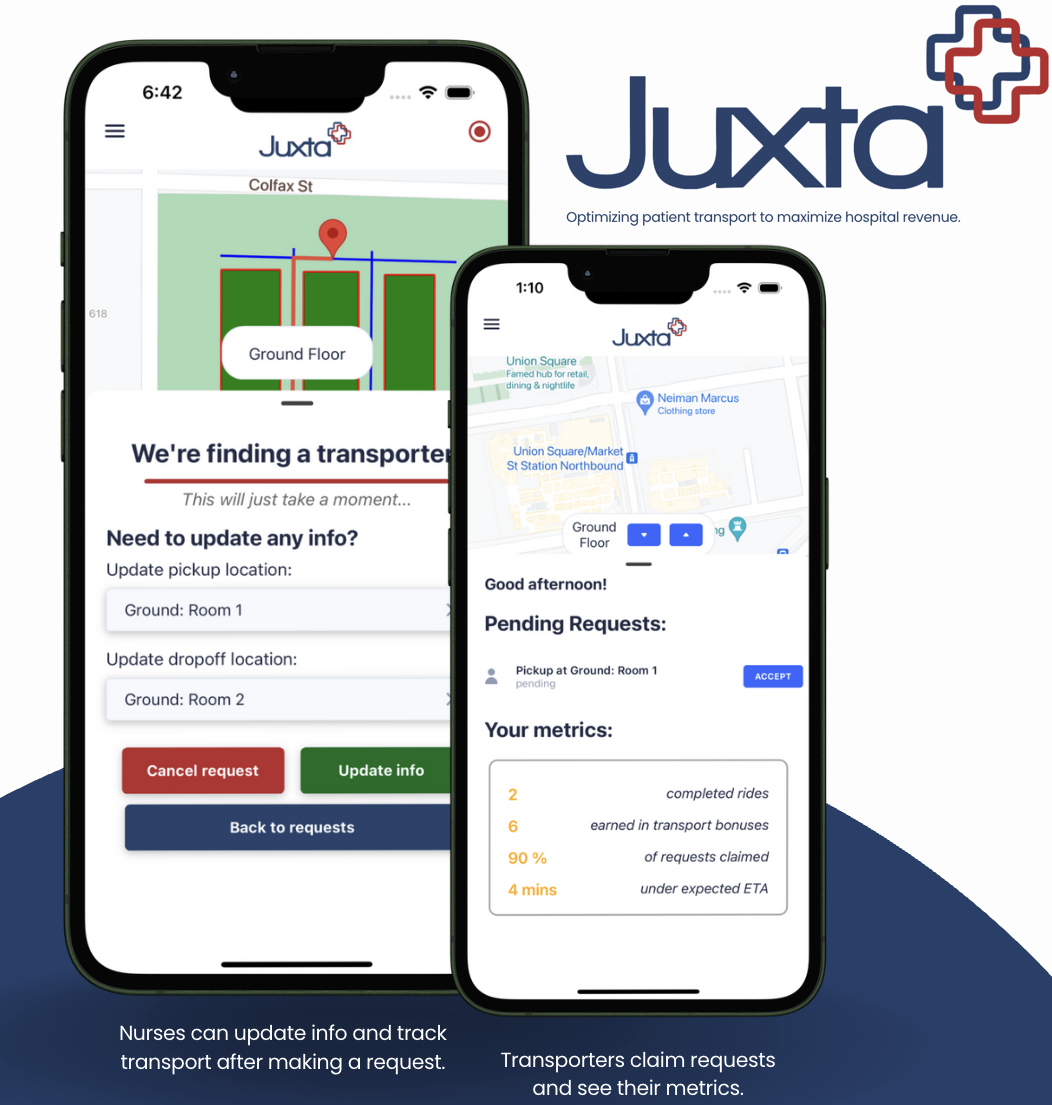 Juxta
Optimizing patient transport to maximize hospital revenue.
6:42
Juxta
Colfax St
618
Ground Floor
We're finding a transporter
This will just take a moment...
Need to update any info?
Update pickup location:
Ground: Room 1
Update dropoff location:
Ground: Room 2
Cancel request
Update info
Back to requests
Nurses can update info and track
transport after making a request.
1:10
Juxta
Union Square
Famed hub for retail,
dining & nightlife
Neiman Marcus
Clothing store
Union Square/Market
St Station Northbound
Ground
Floor
Good afternoon!
Pending Requests:
Pickup at Ground: Room 1
pending
ACCEPT
Your metrics:
2 completed rides
6 earned in transport bonuses
90 % of requests claimed
4 mins under expected ETA
Transporters claim requests
and see their metrics.